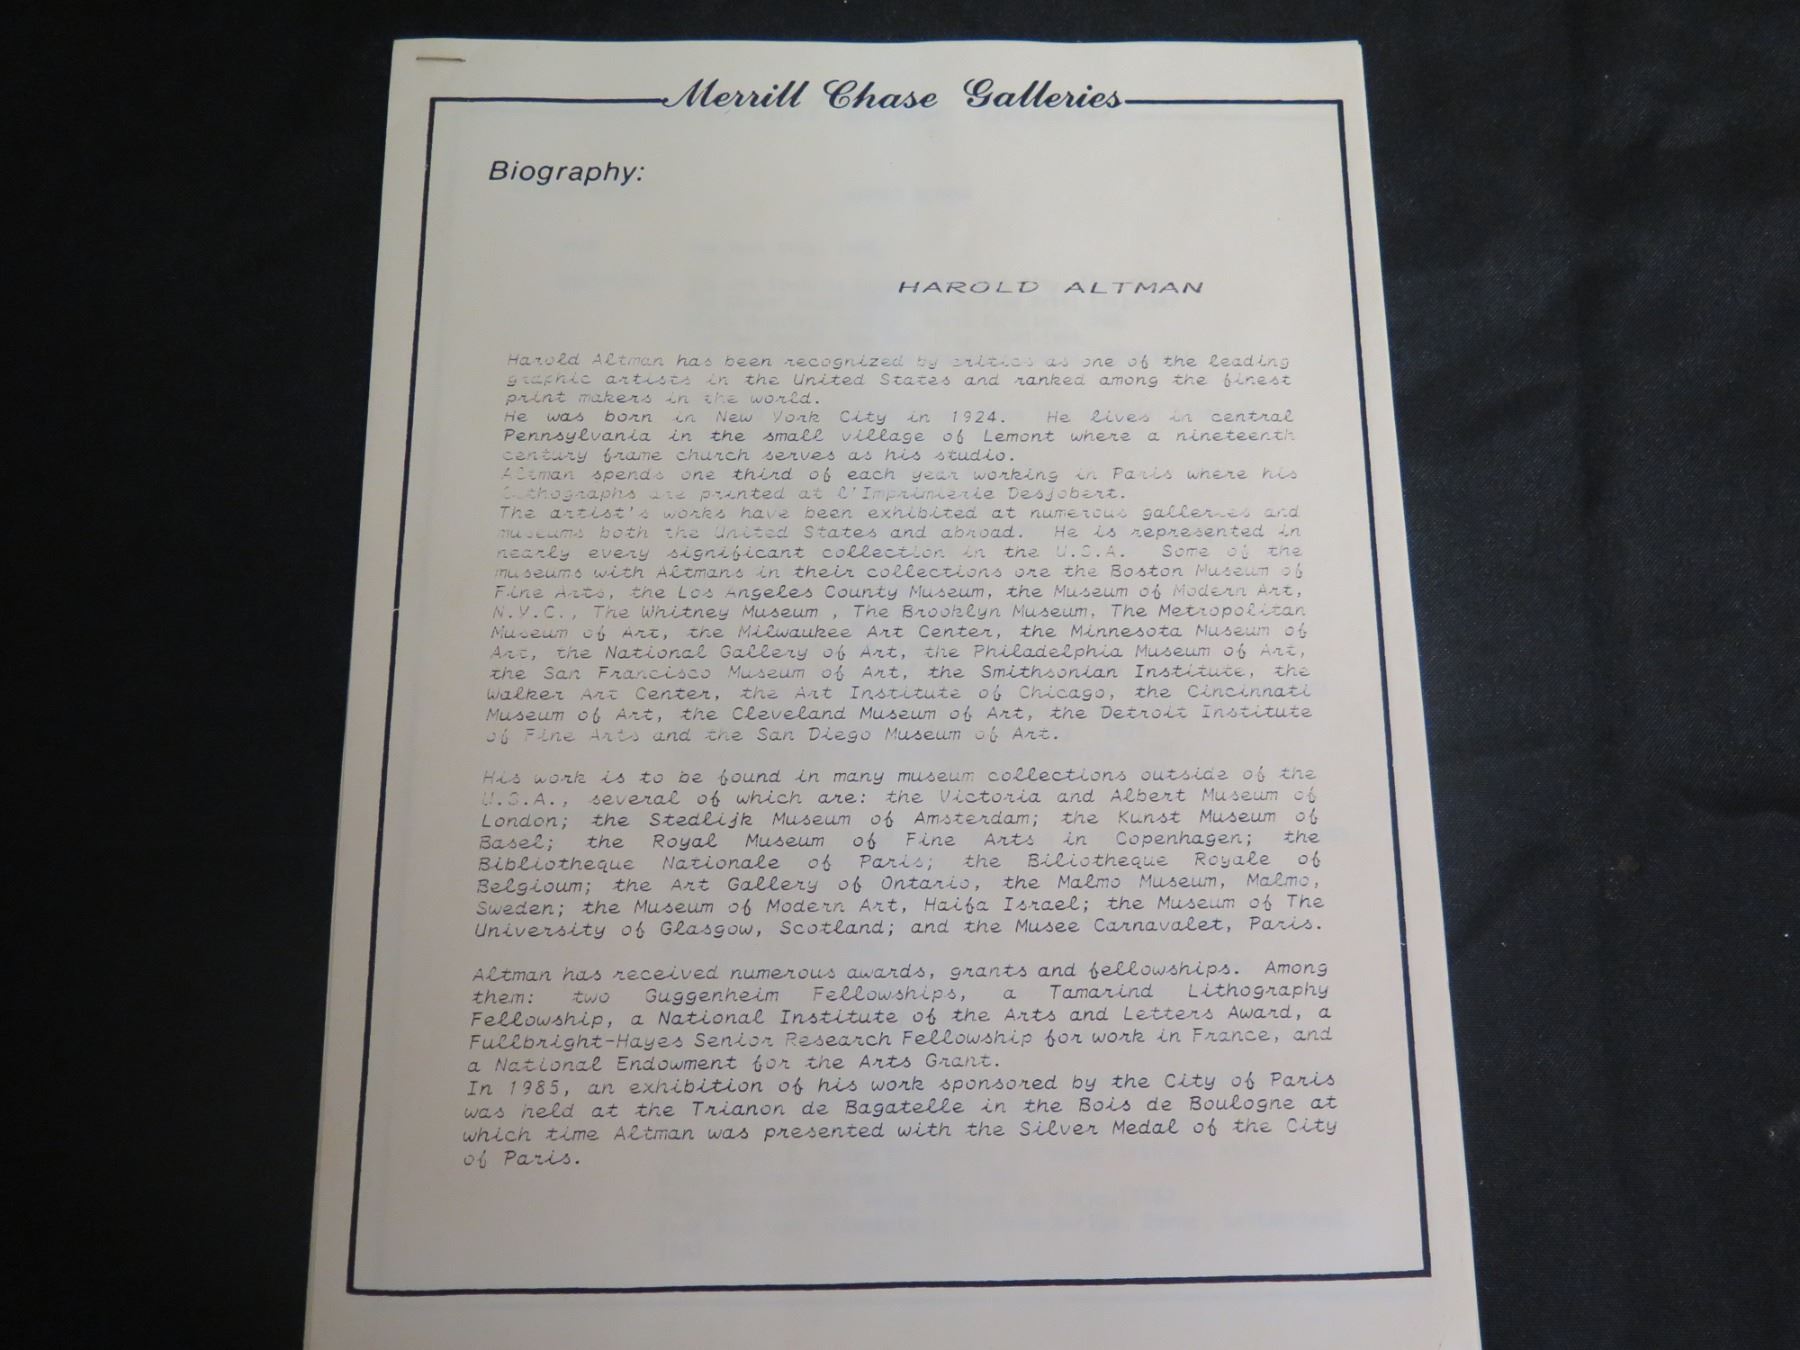 Merrill Chase Galleries
Biography:
HAROLD ALTMAN
Harold Altman has been recognized by critics as one of the leading
graphic artists in the United States and ranked among the finest
print makers in the world.
He was born in New York City in 1924. He lives in central
Pennsylvania in the small village of Lemont where a nineteenth
century frame church serves as his studio.
Altman spends one third of each year working in Paris where his
lithographs are printed at l'Imprimierie Desjobert.
The artist's works have been exhibited at numerous galleries and
museums both the United States and abroad. He is represented in
nearly every significant collection in the U.S.A. Some of the
museums with Altmans in their collections ore the Boston Museum of
Fine Arts, the Los Angeles County Museum, the Museum of Modern Art,
N.Y.C., The Whitney Museum , The Brooklyn Museum, The Metropolitan
Museum of Art, the Milwaukee Art Center, the Minnesota Museum of
Art, the National Gallery of Art, the Philadelphia Museum of Art,
the San Francisco Museum of Art, the Smithsonian Institute, the
Walker Art Center, the Art Institute of Chicago, the Cincinnati
Museum of Art, the Cleveland Museum of Art, the Detroit Institute
of Fine Arts and the San Diego Museum of Art.
His work is to be found in many museum collections outside of the
U.S.A., several of which are: the Victoria and Albert Museum of
London; the Stedlijk Museum of Amsterdam; the Kunst Museum of
Basel; the Royal Museum of Fine Arts in Copenhagen; the
Bibliotheque Nationale of Paris; the Biliotheque Royale of
Belgioum; the Art Gallery of Ontario, the Malmo Museum, Malmo,
Sweden; the Museum of Modern Art, Haifa Israel; the Museum of The
University of Glasgow, Scotland; and the Musee Carnavalet, Paris.
Altman has received numerous awards, grants and fellowships. Among
them: two Guggenheim Fellowships, a Tamarind Lithography
Fellowship, a National Institute of the Arts and Letters Award, a
Fullbright-Hayes Senior Research Fellowship for work in France, and
a National Endowment for the Arts Grant.
In 1985, an exhibition of his work sponsored by the City of Paris
was held at the Trianon de Bagatelle in the Bois de Boulogne at
which time Altman was presented with the Silver Medal of the City
of Paris.